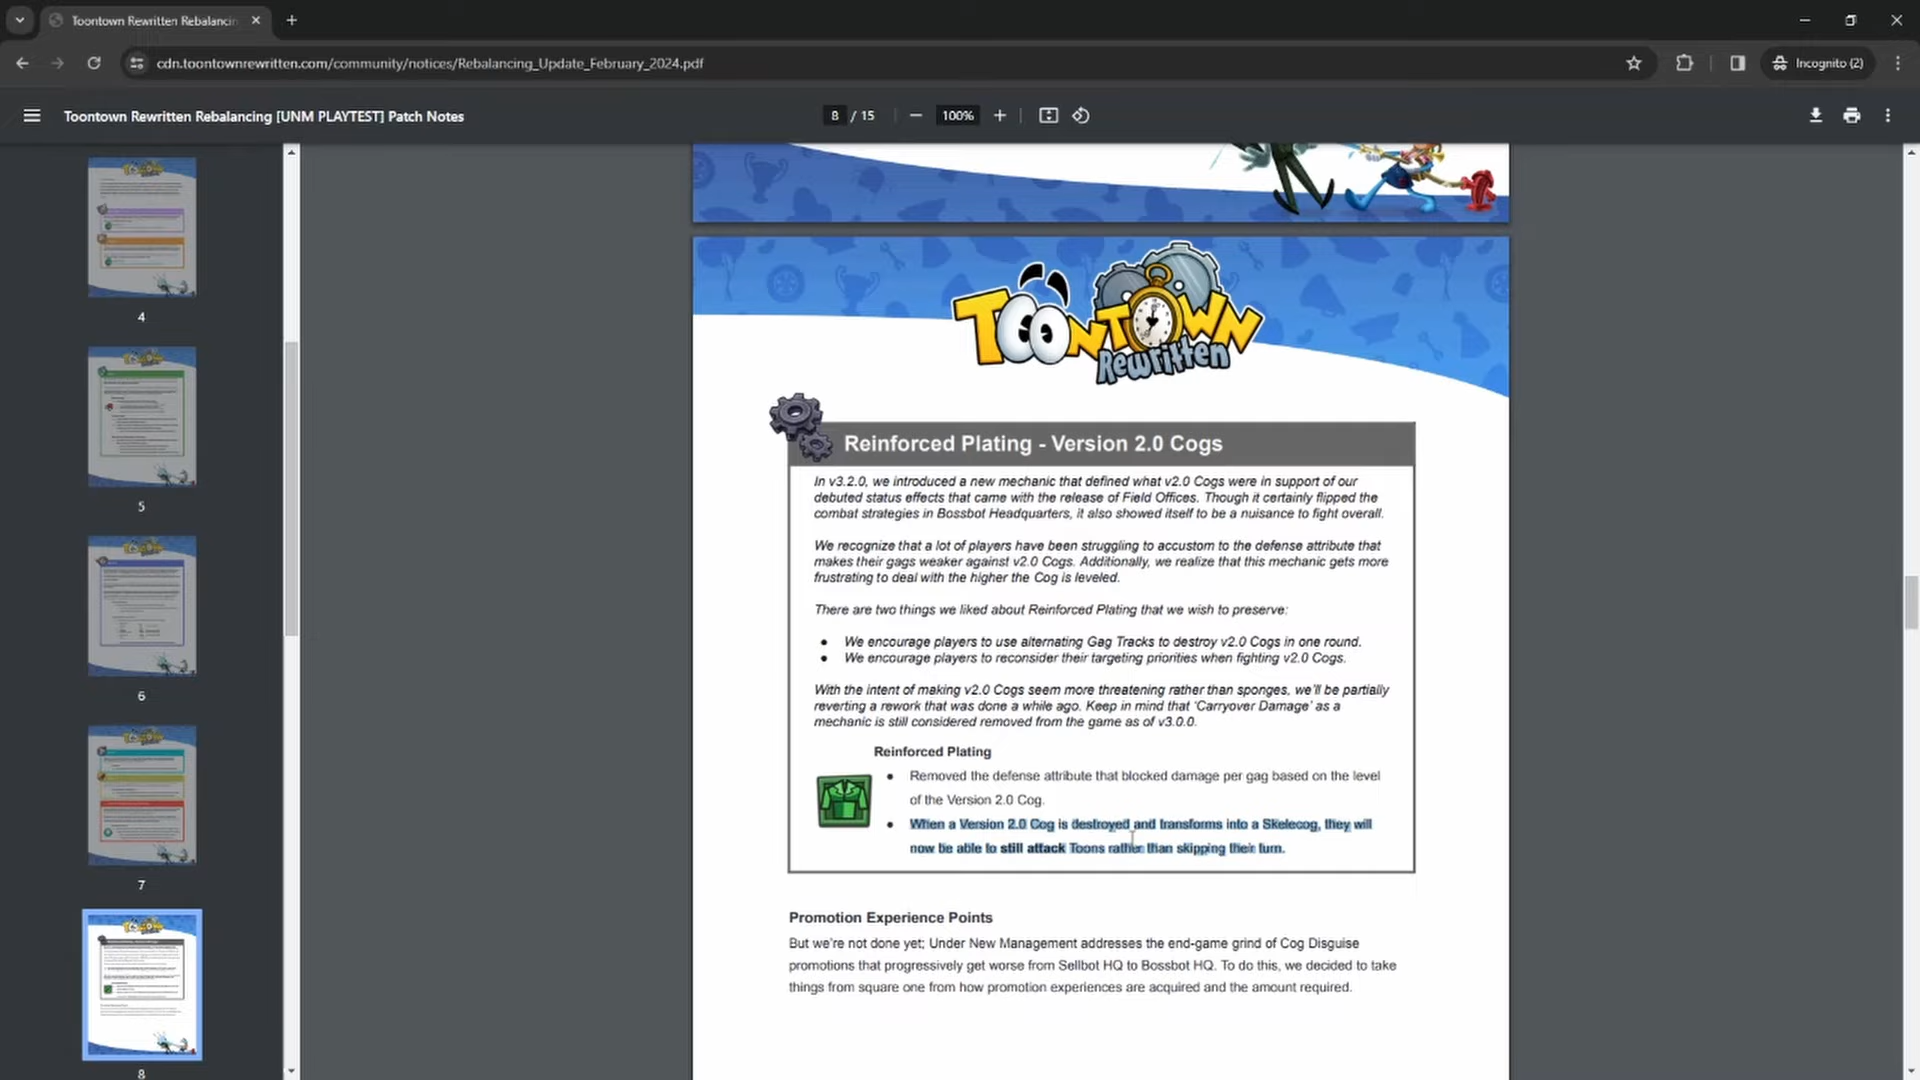 Toontown Rewritten Rebalancin
cdn.toontownrewritten.com/community/notices/Rebalancing_Update_February_2024.pdf
Incognito (2)
Toontown Rewritten Rebalancing [UNM PLAYTEST] Patch Notes
8 / 15
100%
4
5
6
7
8
TOONTOWN
Rewritten
Reinforced Plating - Version 2.0 Cogs
In v3.2.0, we introduced a new mechanic that defined what v2.0 Cogs were in support of our
debuted status effects that came with the release of Field Offices. Though it certainly flipped the
combat strategies in Bossbot Headquarters, it also showed itself to be a nuisance to fight overall.
We recognize that a lot of players have been struggling to accustom to the defense attribute that
makes their gags weaker against v2.0 Cogs. Additionally, we realize that this mechanic gets more
frustrating to deal with the higher the Cog is leveled.
There are two things we liked about Reinforced Plating that we wish to preserve:
● We encourage players to use alternating Gag Tracks to destroy v2.0 Cogs in one round.
● We encourage players to reconsider their targeting priorities when fighting v2.0 Cogs.
With the intent of making v2.0 Cogs seem more threatening rather than sponges, we'll be partially
reverting a rework that was done a while ago. Keep in mind that 'Carryover Damage' as a
mechanic is still considered removed from the game as of v3.0.0.
Reinforced Plating
● Removed the defense attribute that blocked damage per gag based on the level
of the Version 2.0 Cog.
● When a Version 2.0 Cog is destroyed and transforms into a Skelecog, they will
now be able to still attack Toons rather than skipping their turn.
Promotion Experience Points
But we're not done yet; Under New Management addresses the end-game grind of Cog Disguise
promotions that progressively get worse from Sellbot HQ to Bossbot HQ. To do this, we decided to take
things from square one from how promotion experiences are acquired and the amount required.